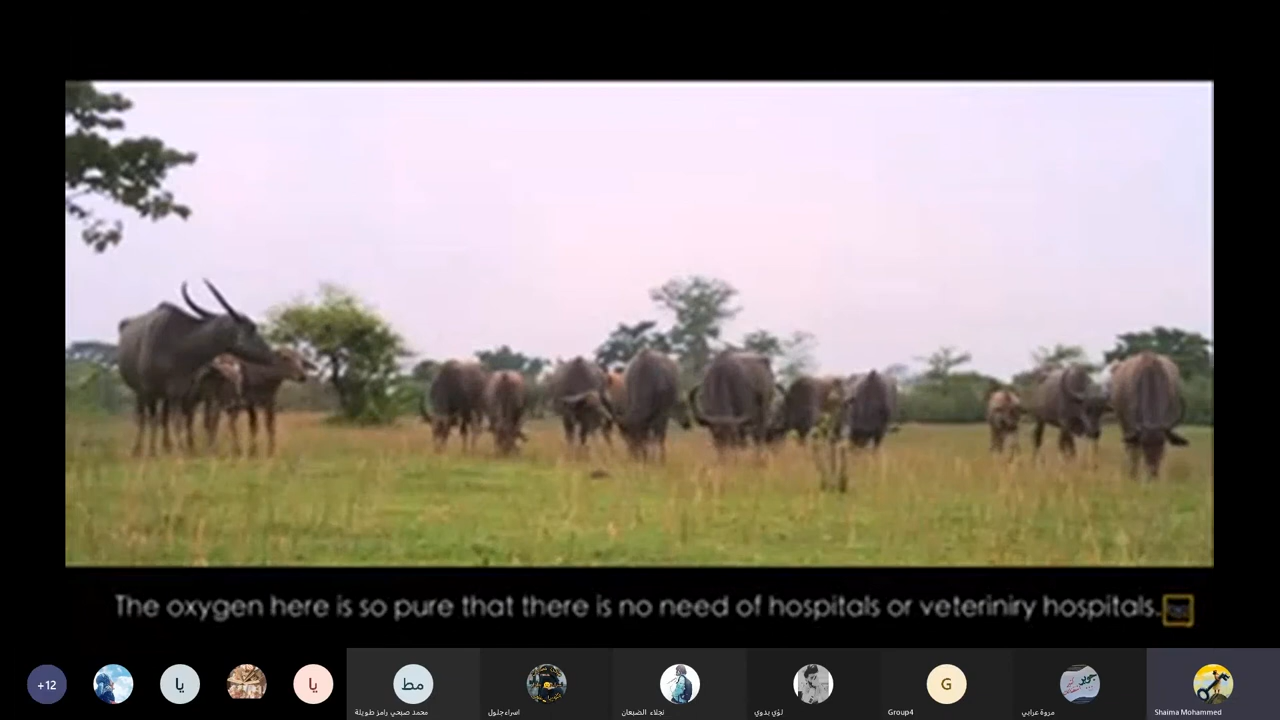 The oxygen here is so pure that there is no need of hospitals or veteriniry hospitals.
+12
يا
يا
مط
G
محمد صبحي رامز طويلة
اسراء جلول
نجلاء الضبعان
لؤي بدوي
Group4
مروة عرابي
Shaima Mohammed